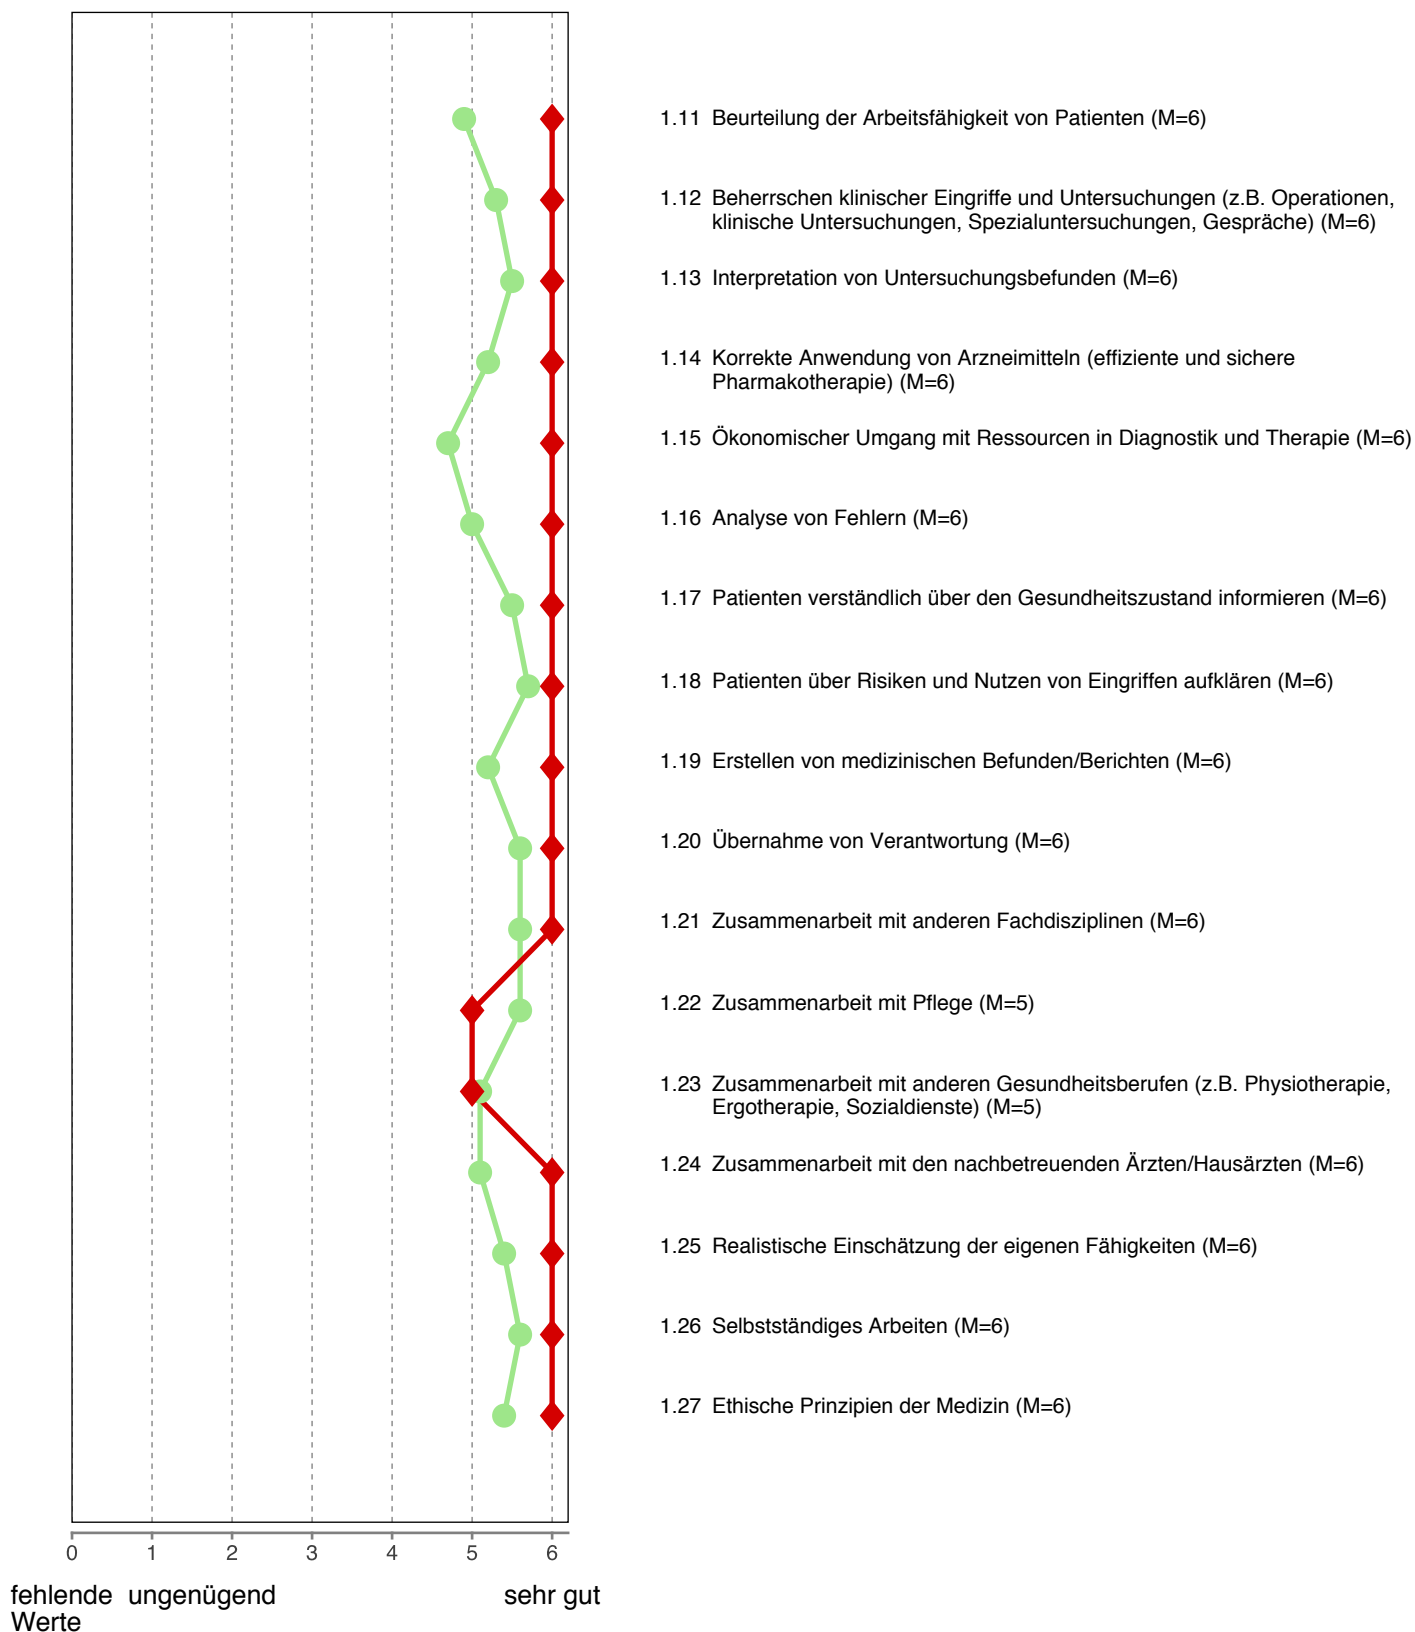 1.11 Beurteilung der Arbeitsfähigkeit von Patienten (M=6)
1.12 Beherrschen klinischer Eingriffe und Untersuchungen (z.B. Operationen,
klinische Untersuchungen, Spezialuntersuchungen, Gespräche) (M=6)
1.13 Interpretation von Untersuchungsbefunden (M=6)
1.14 Korrekte Anwendung von Arzneimitteln (effiziente und sichere
Pharmakotherapie) (M=6)
1.15 Ökonomischer Umgang mit Ressourcen in Diagnostik und Therapie (M=6)
1.16 Analyse von Fehlern (M=6)
1.17 Patienten verständlich über den Gesundheitszustand informieren (M=6)
1.18 Patienten über Risiken und Nutzen von Eingriffen aufklären (M=6)
1.19 Erstellen von medizinischen Befunden/Berichten (M=6)
1.20 Übernahme von Verantwortung (M=6)
1.21 Zusammenarbeit mit anderen Fachdisziplinen (M=6)
1.22 Zusammenarbeit mit Pflege (M=5)
1.23 Zusammenarbeit mit anderen Gesundheitsberufen (z.B. Physiotherapie,
Ergotherapie, Sozialdienste) (M=5)
1.24 Zusammenarbeit mit den nachbetreuenden Ärzten/Hausärzten (M=6)
1.25 Realistische Einschätzung der eigenen Fähigkeiten (M=6)
1.26 Selbstständiges Arbeiten (M=6)
1.27 Ethische Prinzipien der Medizin (M=6)
0 1 2 3 4 5 6
fehlende ungenügend sehr gut
Werte